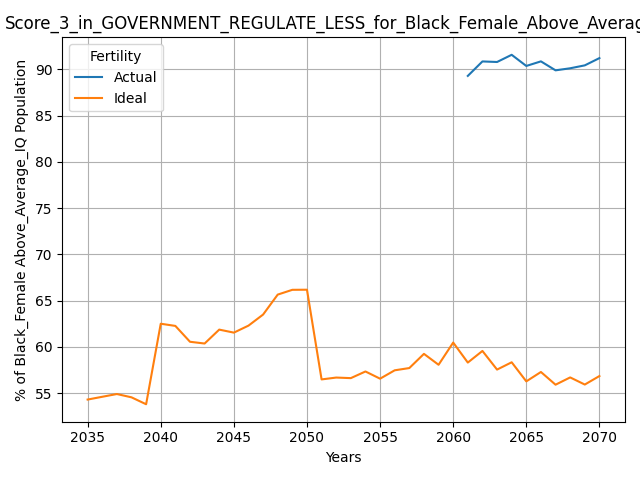 Score_3_in_GOVERNMENT_REGULATE_LESS_for_Black_Female_Above_Averag
Fertility
Actual
Ideal
% of Black_Female Above_Average_IQ Population
90
85
80
75
70
65
60
55
2035 2040 2045 2050 2055 2060 2065 2070
Years